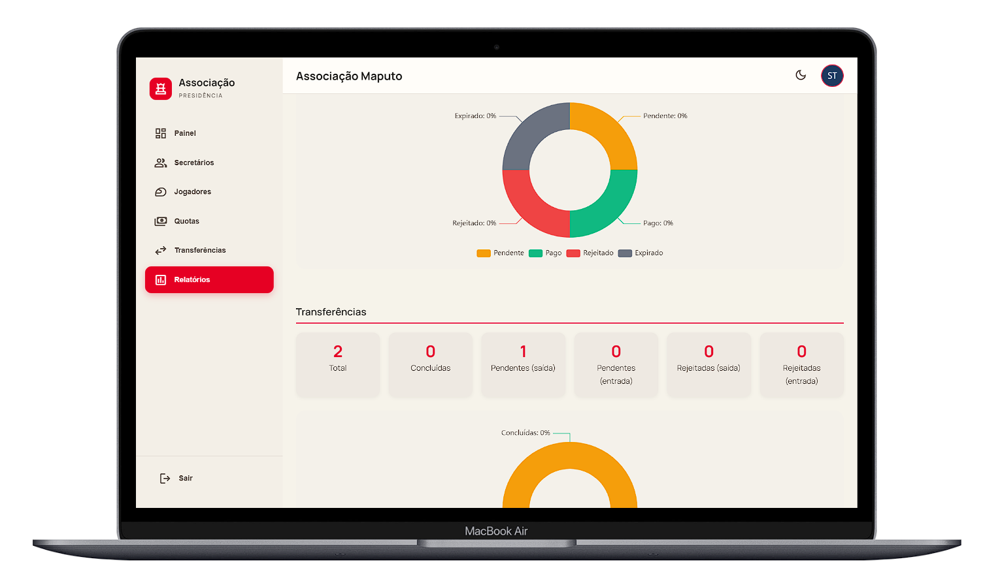 Associação
PRESIDÊNCIA
Painel
Secretários
Jogadores
Quotas
Transferências
Relatórios
Sair
Associação Maputo
ST
Expirado: 0%
Pendente: 0%
Rejeitado: 0%
Pago: 0%
Pendente Pago Rejeitado Expirado
Transferências
2
Total
0
Concluídas
1
Pendentes (saída)
0
Pendentes
(entrada)
0
Rejeitadas (saída)
0
Rejeitadas
(entrada)
Concluídas: 0%
MacBook Air